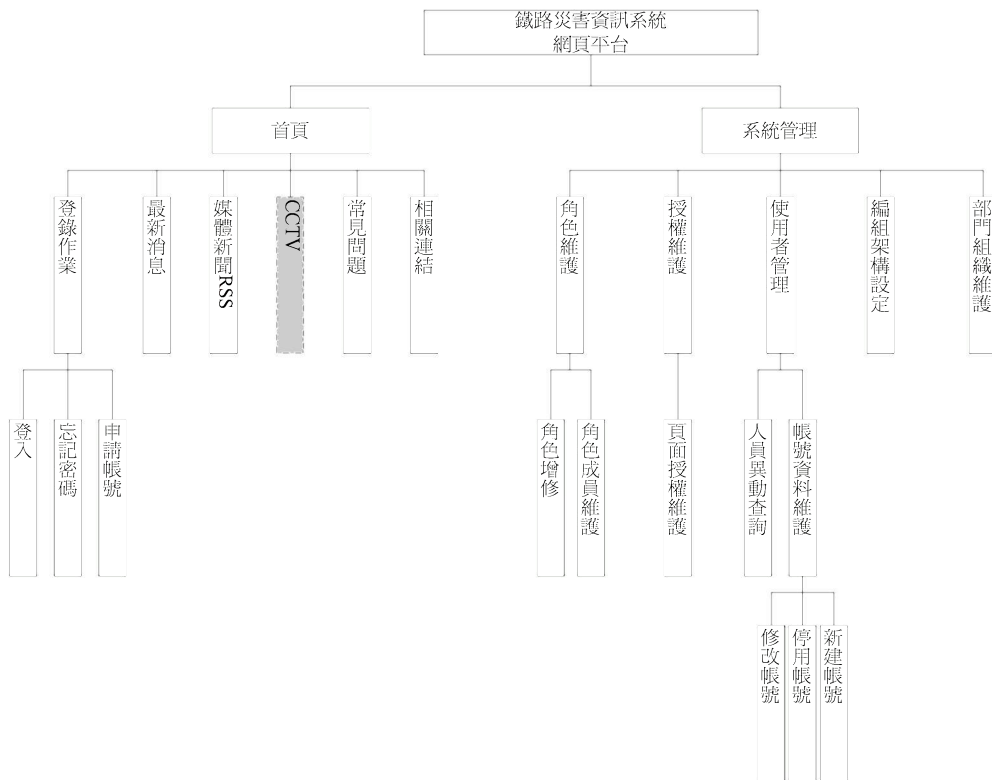 鐵路災害資訊系統
網頁平台
首頁
系統管理
登錄作業
最新消息
媒體新聞RSS
CCTV
常見問題
相關連結
角色維護
授權維護
使用者管理
編組架構設定
部門組織維護
登入
忘記密碼
申請帳號
角色增修
角色成員維護
頁面授權維護
人員異動查詢
帳號資料維護
修改帳號
停用帳號
新建帳號